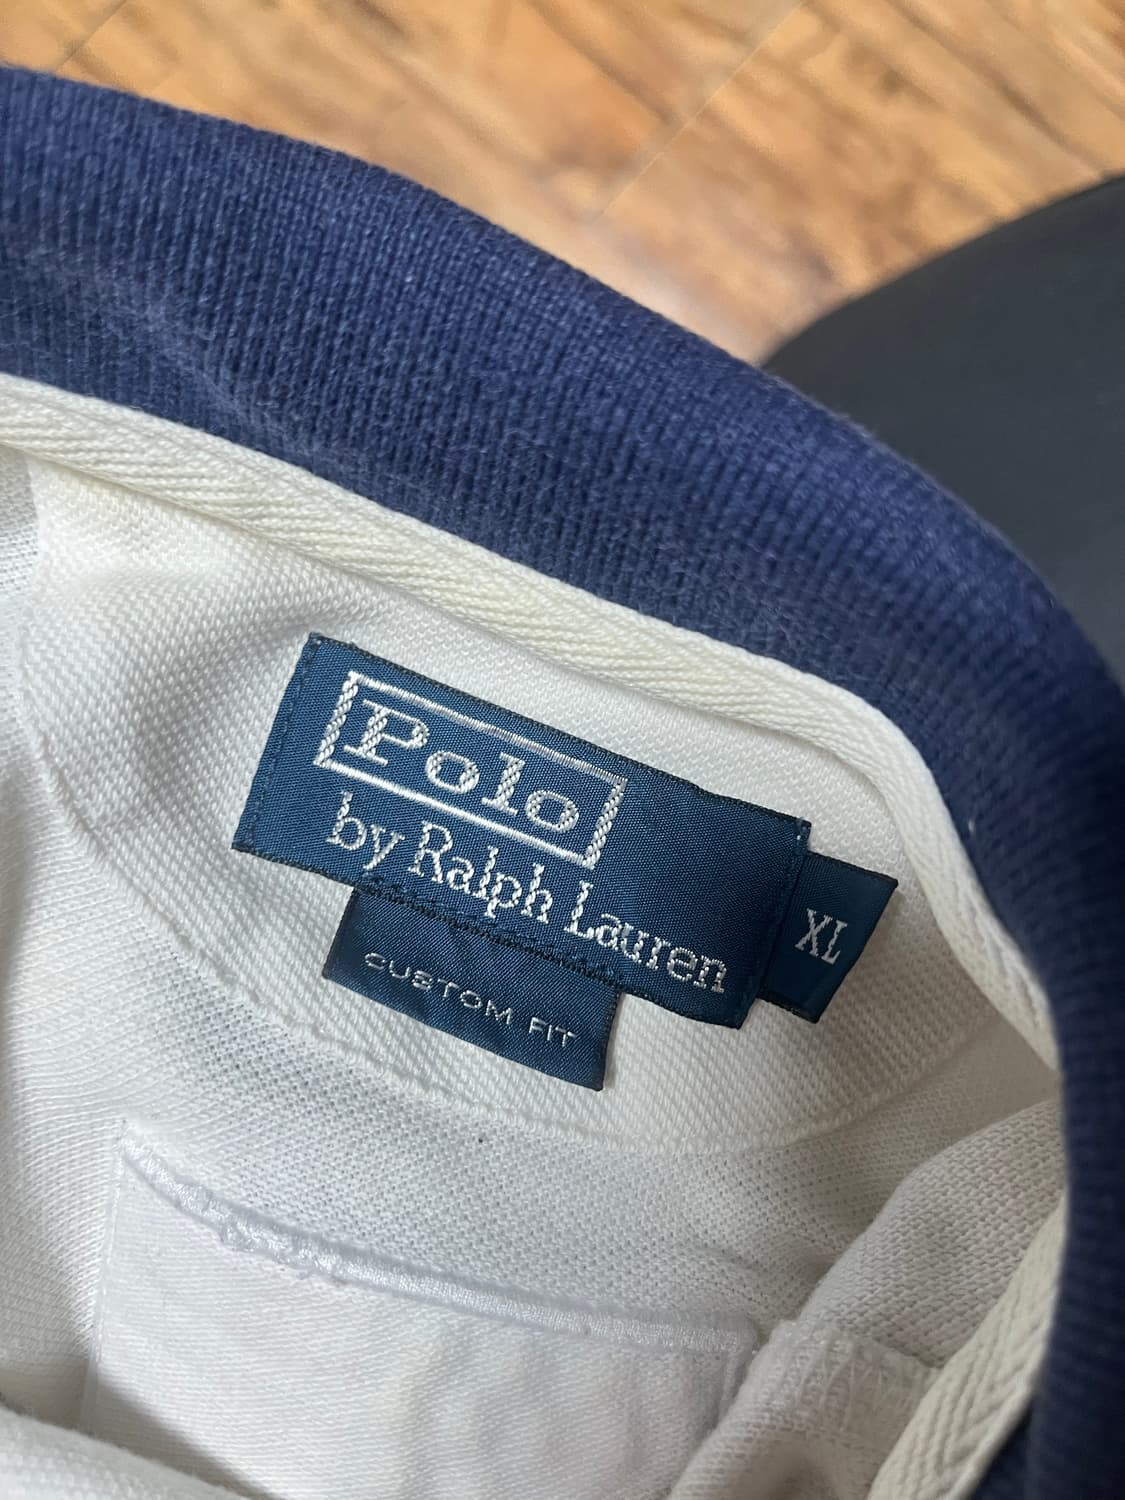 Polo
by Ralph Lauren
XL
CUSTOM FIT